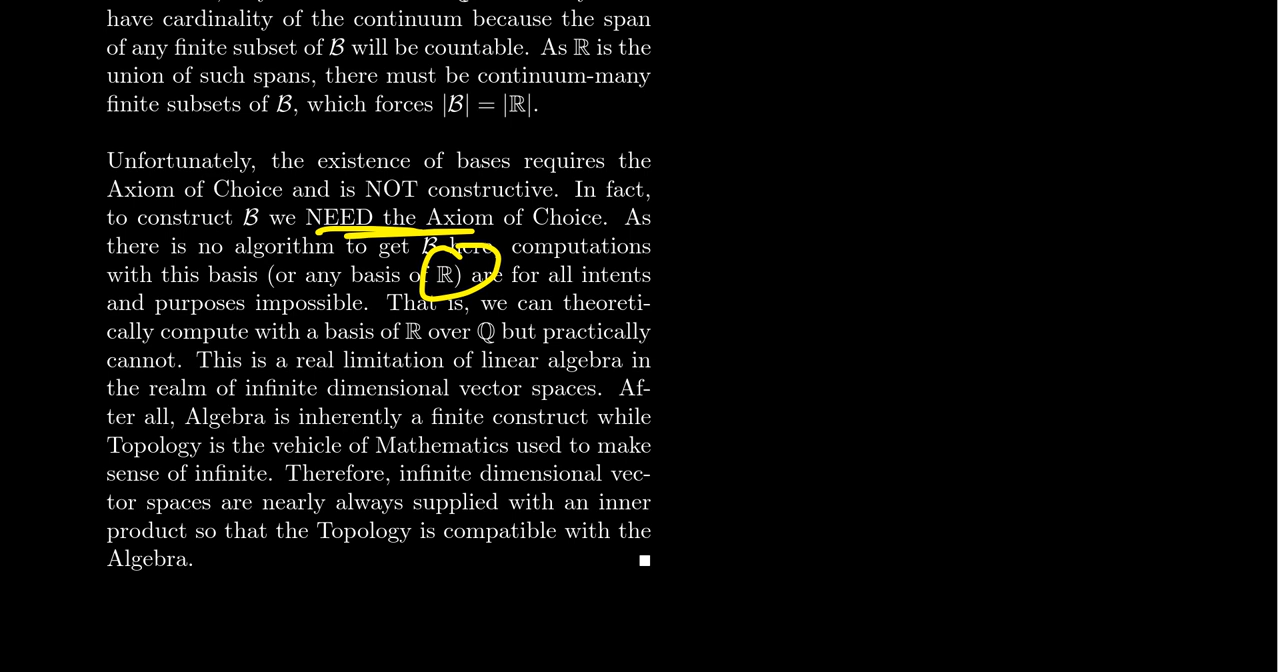 have cardinality of the continuum because the span
of any finite subset of ℬ will be countable. As ℝ is the
union of such spans, there must be continuum-many
finite subsets of ℬ, which forces |ℬ| = |ℝ|.
Unfortunately, the existence of bases requires the
Axiom of Choice and is NOT constructive. In fact,
to construct ℬ we NEED the Axiom of Choice. As
there is no algorithm to get ℬ here, computations
with this basis (or any basis of ℝ) are for all intents
and purposes impossible. That is, we can theoreti-
cally compute with a basis of ℝ over ℚ but practically
cannot. This is a real limitation of linear algebra in
the realm of infinite dimensional vector spaces. Af-
ter all, Algebra is inherently a finite construct while
Topology is the vehicle of Mathematics used to make
sense of infinite. Therefore, infinite dimensional vec-
tor spaces are nearly always supplied with an inner
product so that the Topology is compatible with the
Algebra. ■